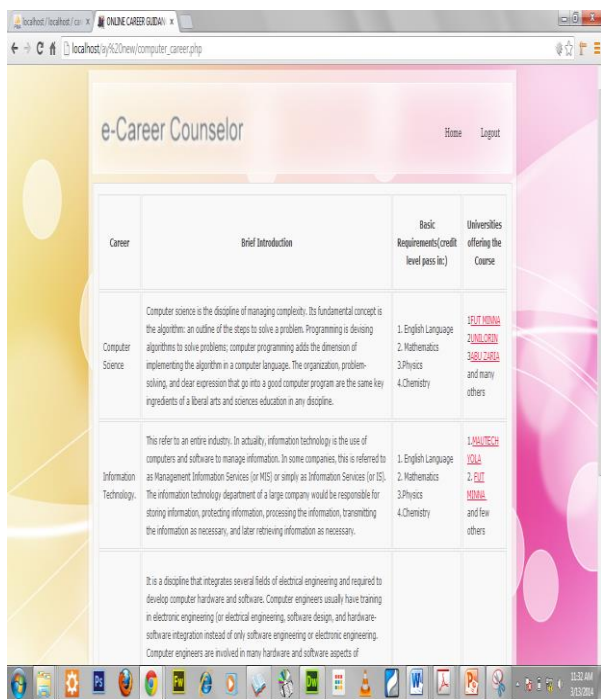 localhost / localhost / car
ONLINE CAREER GUIDAN
localhost/ay%20new/computer_career.php
e-Career Counselor
Home
Logout
Career
Brief Introduction
Basic
Requirements(credit
level pass in:)
Universities
offering the
Course
Computer
Science
Computer science is the discipline of managing complexity. Its fundamental concept is
the algorithm: an outline of the steps to solve a problem. Programming is devising
algorithms to solve problems; computer programming adds the dimension of
implementing the algorithm in a computer language. The organization, problem-
solving, and clear expression that go into a good computer program are the same key
ingredients of a liberal arts and sciences education in any discipline.
1. English Language
2. Mathematics
3.Physics
4.Chemistry
1FUT MINNA
2UNILORIN
3ABU ZARIA
and many
others
Information
Technology.
This refer to an entire industry. In actuality, information technology is the use of
computers and software to manage information. In some companies, this is referred to
as Management Information Services (or MIS) or simply as Information Services (or IS).
The information technology department of a large company would be responsible for
storing information, protecting information, processing the information, transmitting
the information as necessary, and later retrieving information as necessary.
1. English Language
2. Mathematics
3.Physics
4.Chemistry
1.MAUTECH
YOLA
2. FUT
MINNA
and few
others
It is a discipline that integrates several fields of electrical engineering and required to
develop computer hardware and software. Computer engineers usually have training
in electronic engineering (or electrical engineering, software design, and hardware-
software integration instead of only software engineering or electronic engineering.
Computer engineers are involved in many hardware and software aspects of
Ps
Fw
Dw
11:32 AM
3/13/2014